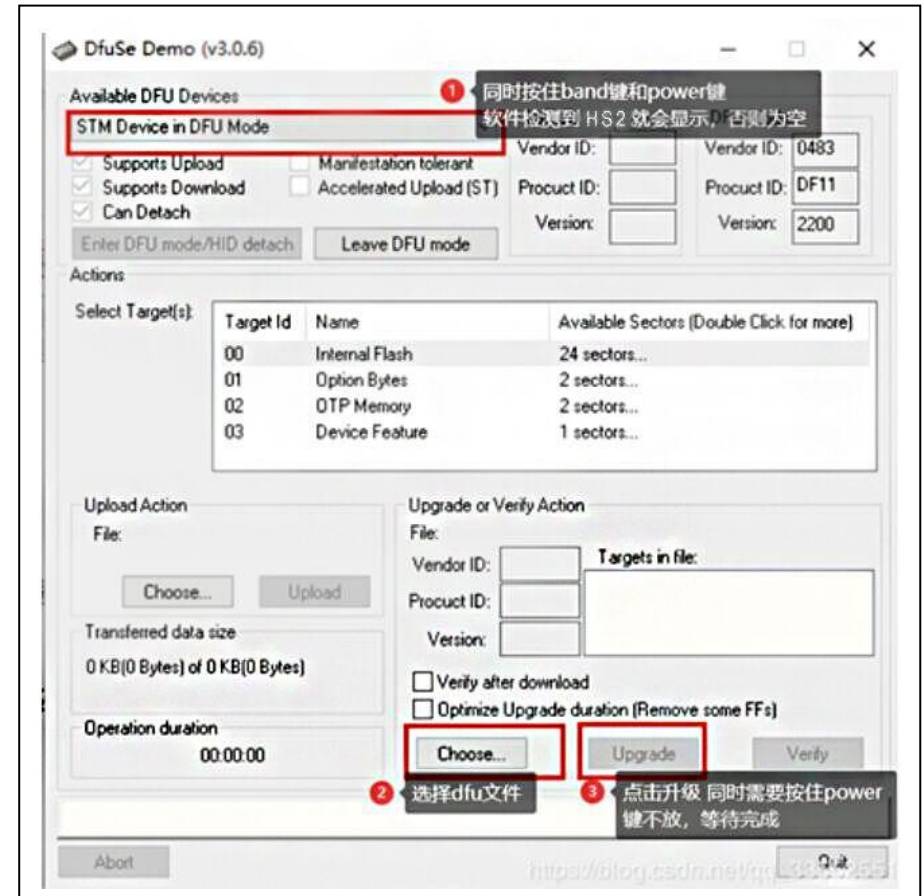 DfuSe Demo (v3.0.6)
Available DFU Devices
1 同时按住band键和power键
软件检测到HS2就会显示，否则为空
STM Device in DFU Mode
Supports Upload
Manifestation tolerant
Vendor ID:
Vendor ID: 0483
Supports Download
Accelerated Upload (ST)
Procuct ID:
Procuct ID: DF11
Can Detach
Version:
Version: 2200
Enter DFU mode/HID detach
Leave DFU mode
Actions
Select Target(s):
Target Id Name Available Sectors (Double Click for more)
00 Internal Flash 24 sectors...
01 Option Bytes 2 sectors...
02 OTP Memory 2 sectors...
03 Device Feature 1 sectors...
Upload Action
File:
Choose... Upload
Transferred data size
0 KB(0 Bytes) of 0 KB(0 Bytes)
Operation duration
00:00:00
Upgrade or Verify Action
File:
Vendor ID:
Targets in file:
Procuct ID:
Version:
Verify after download
Optimize Upgrade duration (Remove some FFs)
Choose... Upgrade Verify
2 选择dfu文件
3 点击升级 同时需要按住power
键不放，等待完成
Abort
Quit